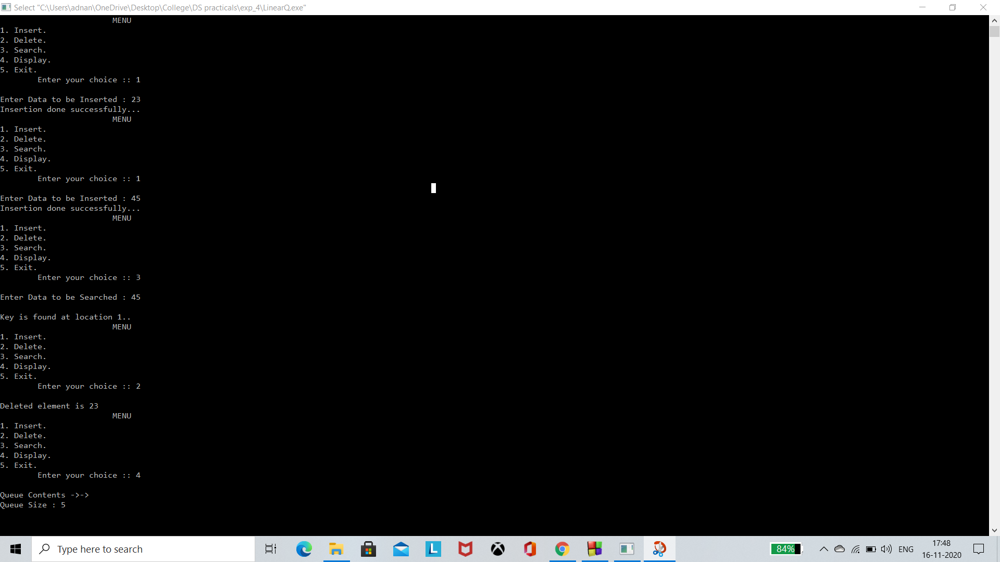 Select "C:\Users\adnan\OneDrive\Desktop\College\DS practicals\exp_4\LinearQ.exe"
MENU
1. Insert.
2. Delete.
3. Search.
4. Display.
5. Exit.
Enter your choice :: 1
Enter Data to be Inserted : 23
Insertion done successfully...
MENU
1. Insert.
2. Delete.
3. Search.
4. Display.
5. Exit.
Enter your choice :: 1
Enter Data to be Inserted : 45
Insertion done successfully...
MENU
1. Insert.
2. Delete.
3. Search.
4. Display.
5. Exit.
Enter your choice :: 3
Enter Data to be Searched : 45
Key is found at location 1..
MENU
1. Insert.
2. Delete.
3. Search.
4. Display.
5. Exit.
Enter your choice :: 2
Deleted element is 23
MENU
1. Insert.
2. Delete.
3. Search.
4. Display.
5. Exit.
Enter your choice :: 4
Queue Contents ->->
Queue Size : 5
Type here to search
L
84%
ENG
17:48
16-11-2020